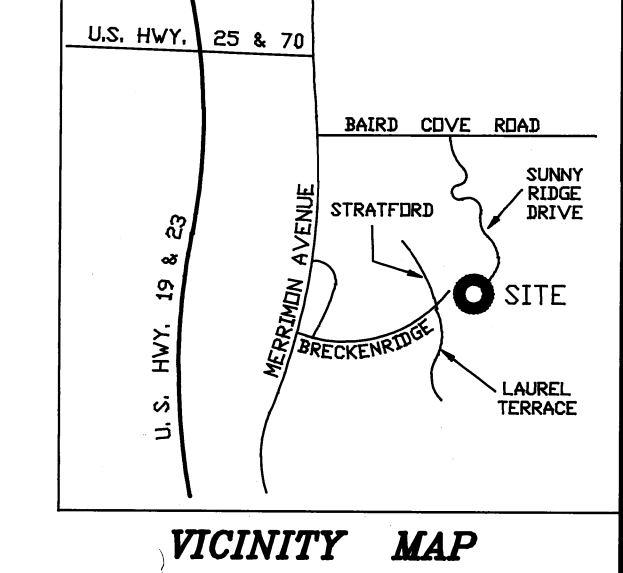 U.S. HWY. 25 & 70
BAIRD COVE ROAD
SUNNY
RIDGE
DRIVE
STRATFORD
MERRIMON AVENUE
U.S. HWY. 19 & 23
SITE
BRECKENRIDGE
LAUREL
TERRACE
VICINITY MAP